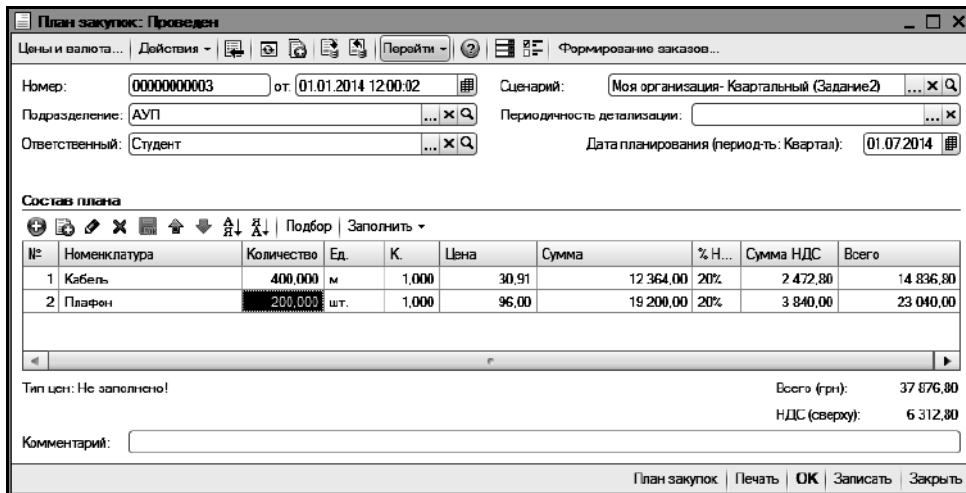 План закупок: Проведен
Цены и валюта... Действия Перейти Формирование заказов...
Номер: 00000000003 от: 01.01.2014 12:00:02 Сценарий: Моя организация- Квартальный (Задание2) ...
Подразделение: АУП ... Периодичность детализации: ...
Ответственный: Студент ... Дата планирования (период-ть: Квартал): 01.07.2014
Состав плана
Подбор Заполнить
№ Номенклатура Количество Ед. К. Цена Сумма % Н... Сумма НДС Всего
1 Кабель 400,000 м 1,000 30,91 12 364,00 20% 2 472,80 14 836,80
2 Плафон 200,000 шт. 1,000 96,00 19 200,00 20% 3 840,00 23 040,00
Тип цен: Не заполнено! Всего (грн): 37 876,80
НДС (сверху): 6 312,80
Комментарий:
План закупок Печать ОК Записать Закрыть